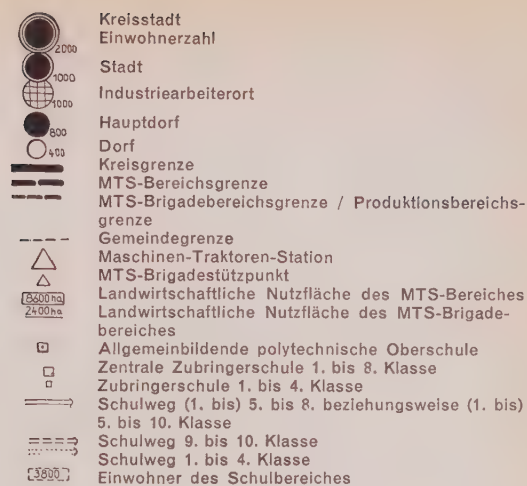 Kreisstadt
2000 Einwohnerzahl
Stadt
1000
Industriearbeiterort
1000
Hauptdorf
800
Dorf
400
Kreisgrenze
MTS-Bereichsgrenze
MTS-Brigadebereichsgrenze / Produktionsbereichs-
grenze
Gemeindegrenze
Maschinen-Traktoren-Station
MTS-Brigadestützpunkt
8600 ha Landwirtschaftliche Nutzfläche des MTS-Bereiches
2400 ha Landwirtschaftliche Nutzfläche des MTS-Brigade-
bereiches
Allgemeinbildende polytechnische Oberschule
Zentrale Zubringerschule 1. bis 8. Klasse
Zubringerschule 1. bis 4. Klasse
Schulweg (1. bis) 5. bis 8. beziehungsweise (1. bis)
5. bis 10. Klasse
Schulweg 9. bis 10. Klasse
Schulweg 1. bis 4. Klasse
3800 Einwohner des Schulbereiches